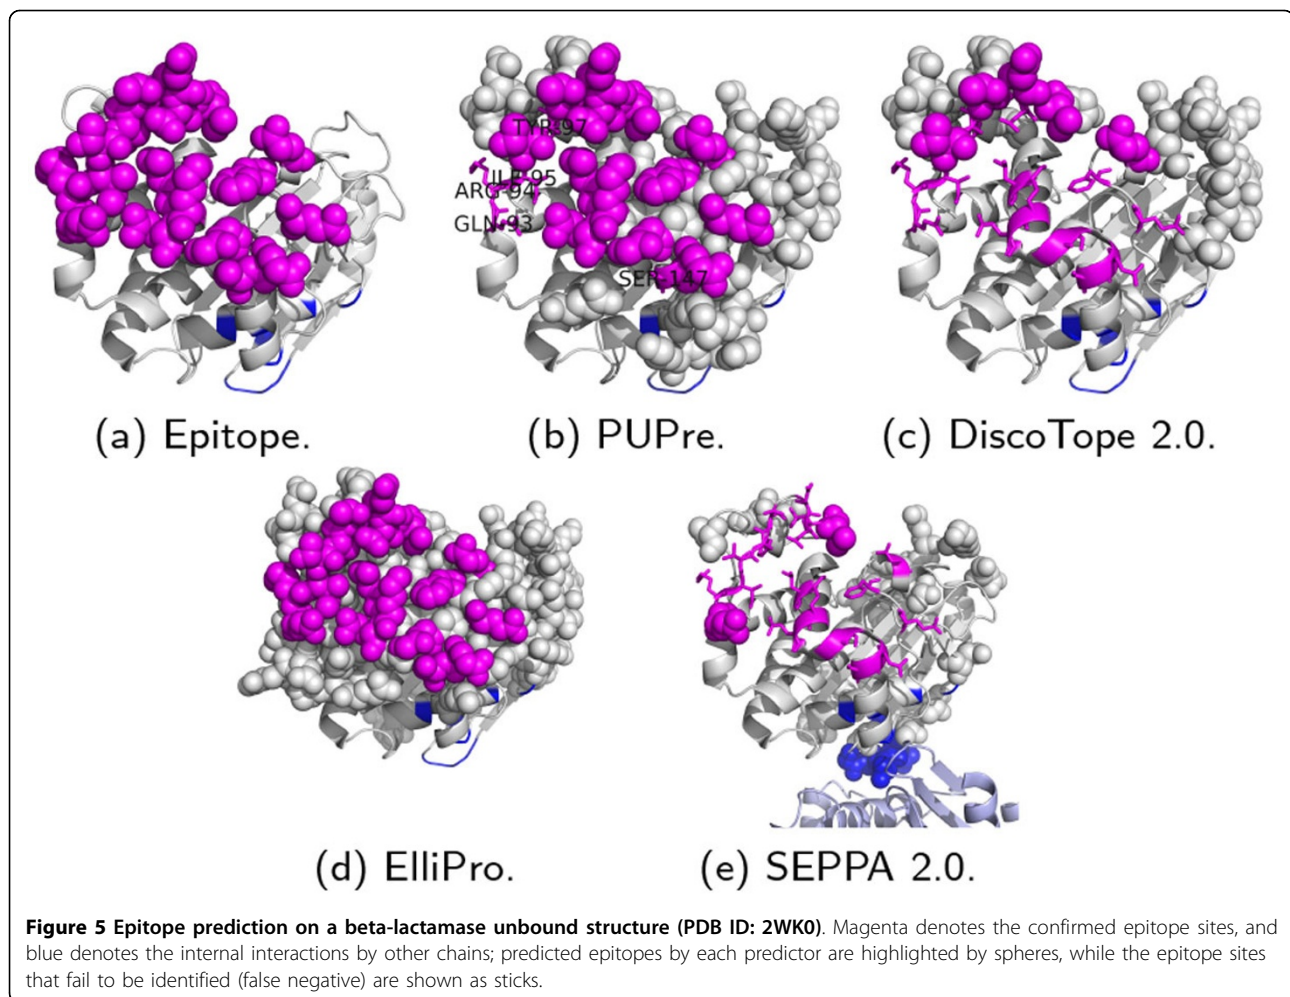 TYR-97
ILE-95
ARG-94
GLN-93
SER-147
(a) Epitope.
(b) PUPre.
(c) DiscoTope 2.0.
(d) ElliPro.
(e) SEPPA 2.0.
Figure 5 Epitope prediction on a beta-lactamase unbound structure (PDB ID: 2WK0). Magenta denotes the confirmed epitope sites, and
blue denotes the internal interactions by other chains; predicted epitopes by each predictor are highlighted by spheres, while the epitope sites
that fail to be identified (false negative) are shown as sticks.